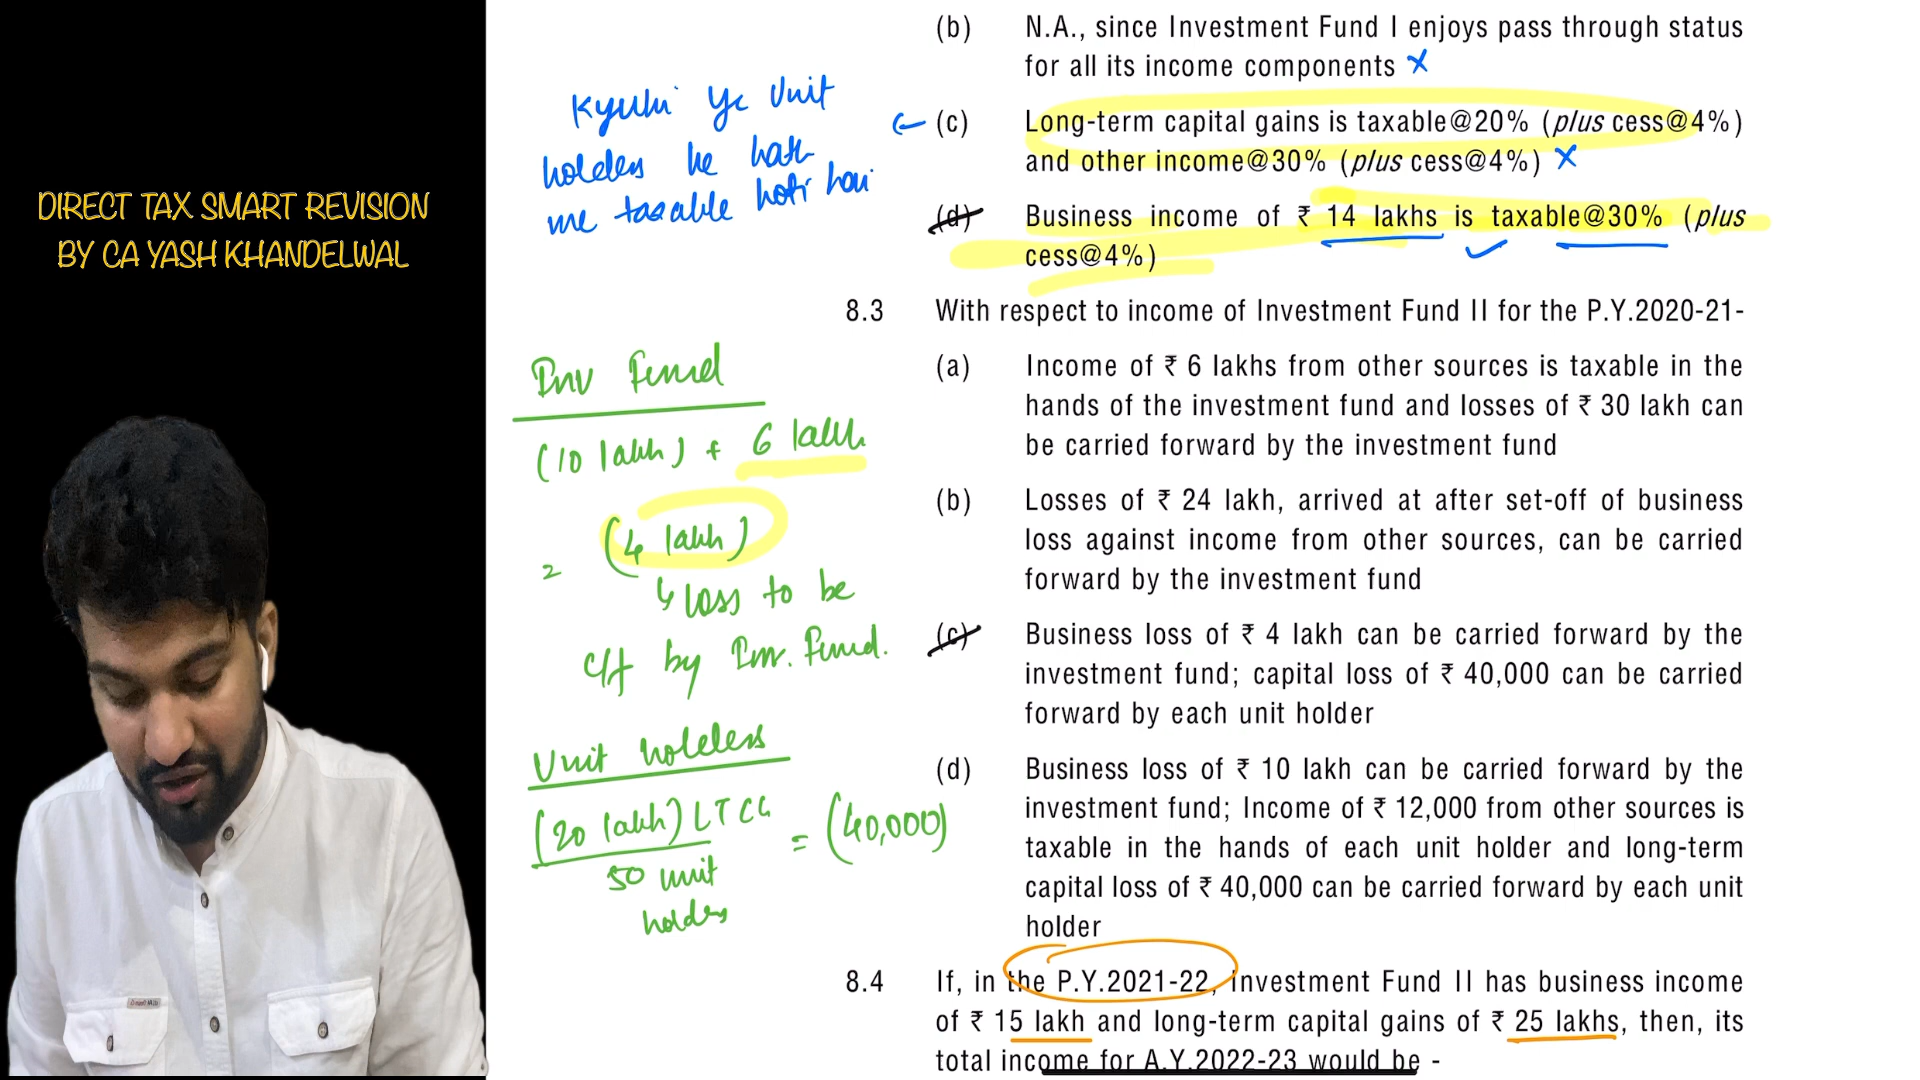 DIRECT TAX SMART REVISION
BY CA YASH KHANDELWAL
(b) N.A., since Investment Fund I enjoys pass through status
for all its income components
(c) Long-term capital gains is taxable@20% (plus cess@4%)
and other income@30% (plus cess@4%)
(d) Business income of ₹ 14 lakhs is taxable@30% (plus
cess@4%)
Kyuki ye unit
holders ke hath
me taxable hoti hai
8.3 With respect to income of Investment Fund II for the P.Y.2020-21-
(a) Income of ₹ 6 lakhs from other sources is taxable in the
hands of the investment fund and losses of ₹ 30 lakh can
be carried forward by the investment fund
(b) Losses of ₹ 24 lakh, arrived at after set-off of business
loss against income from other sources, can be carried
forward by the investment fund
(c) Business loss of ₹ 4 lakh can be carried forward by the
investment fund; capital loss of ₹ 40,000 can be carried
forward by each unit holder
(d) Business loss of ₹ 10 lakh can be carried forward by the
investment fund; Income of ₹ 12,000 from other sources is
taxable in the hands of each unit holder and long-term
capital loss of ₹ 40,000 can be carried forward by each unit
holder
Inv Fund
(10 lakh) + 6 lakh
= (4 lakh)
↳ loss to be
c/f by Inv. Fund.
Unit holders
(20 lakh) LTCG = (40,000)
50 unit
holders
8.4 If, in the P.Y.2021-22, Investment Fund II has business income
of ₹ 15 lakh and long-term capital gains of ₹ 25 lakhs, then, its
total income for A.Y.2022-23 would be -